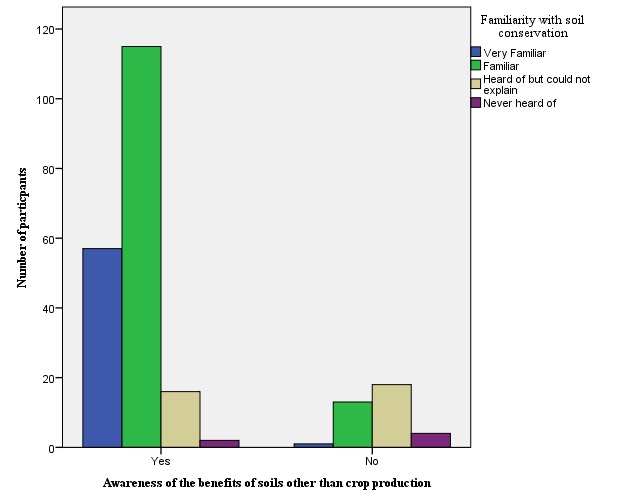 Familiarity with soil
conservation
Very Familiar
Familiar
Heard of but could not
explain
Never heard of
120
100
80
60
40
20
0
Number of particpants
Yes
No
Awareness of the benefits of soils other than crop production